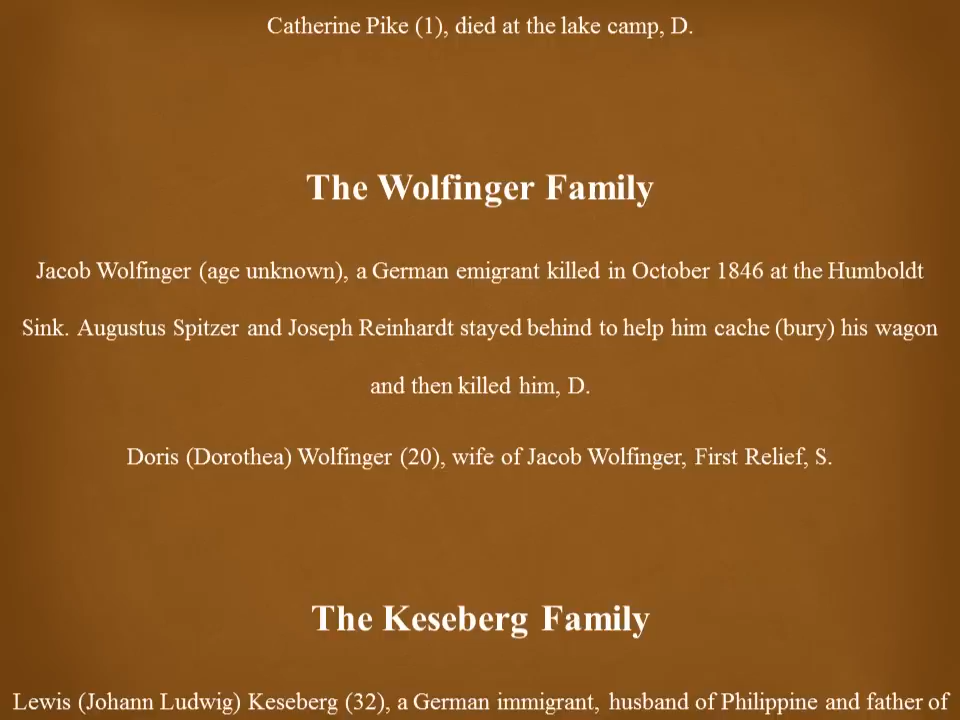 Catherine Pike (1), died at the lake camp, D.
The Wolfinger Family
Jacob Wolfinger (age unknown), a German emigrant killed in October 1846 at the Humboldt
Sink. Augustus Spitzer and Joseph Reinhardt stayed behind to help him cache (bury) his wagon
and then killed him, D.
Doris (Dorothea) Wolfinger (20), wife of Jacob Wolfinger, First Relief, S.
The Keseberg Family
Lewis (Johann Ludwig) Keseberg (32), a German immigrant, husband of Philippine and father of